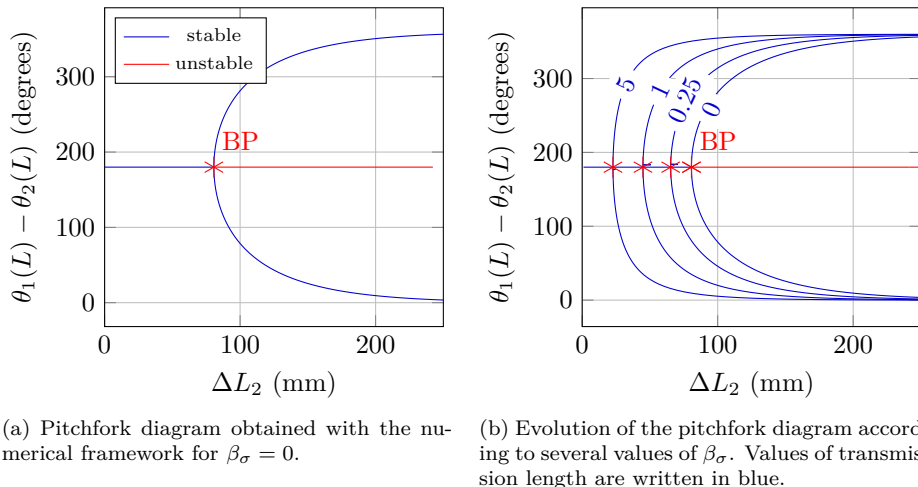 stable
unstable
BP
300
200
100
0
θ₁(L) − θ₂(L) (degrees)
0 100 200
ΔL₂ (mm)
5
1
0.25
0
BP
300
200
100
0
θ₁(L) − θ₂(L) (degrees)
0 100 200
ΔL₂ (mm)
(a) Pitchfork diagram obtained with the nu-
merical framework for βσ = 0.
(b) Evolution of the pitchfork diagram accord
ing to several values of βσ. Values of transmis
sion length are written in blue.